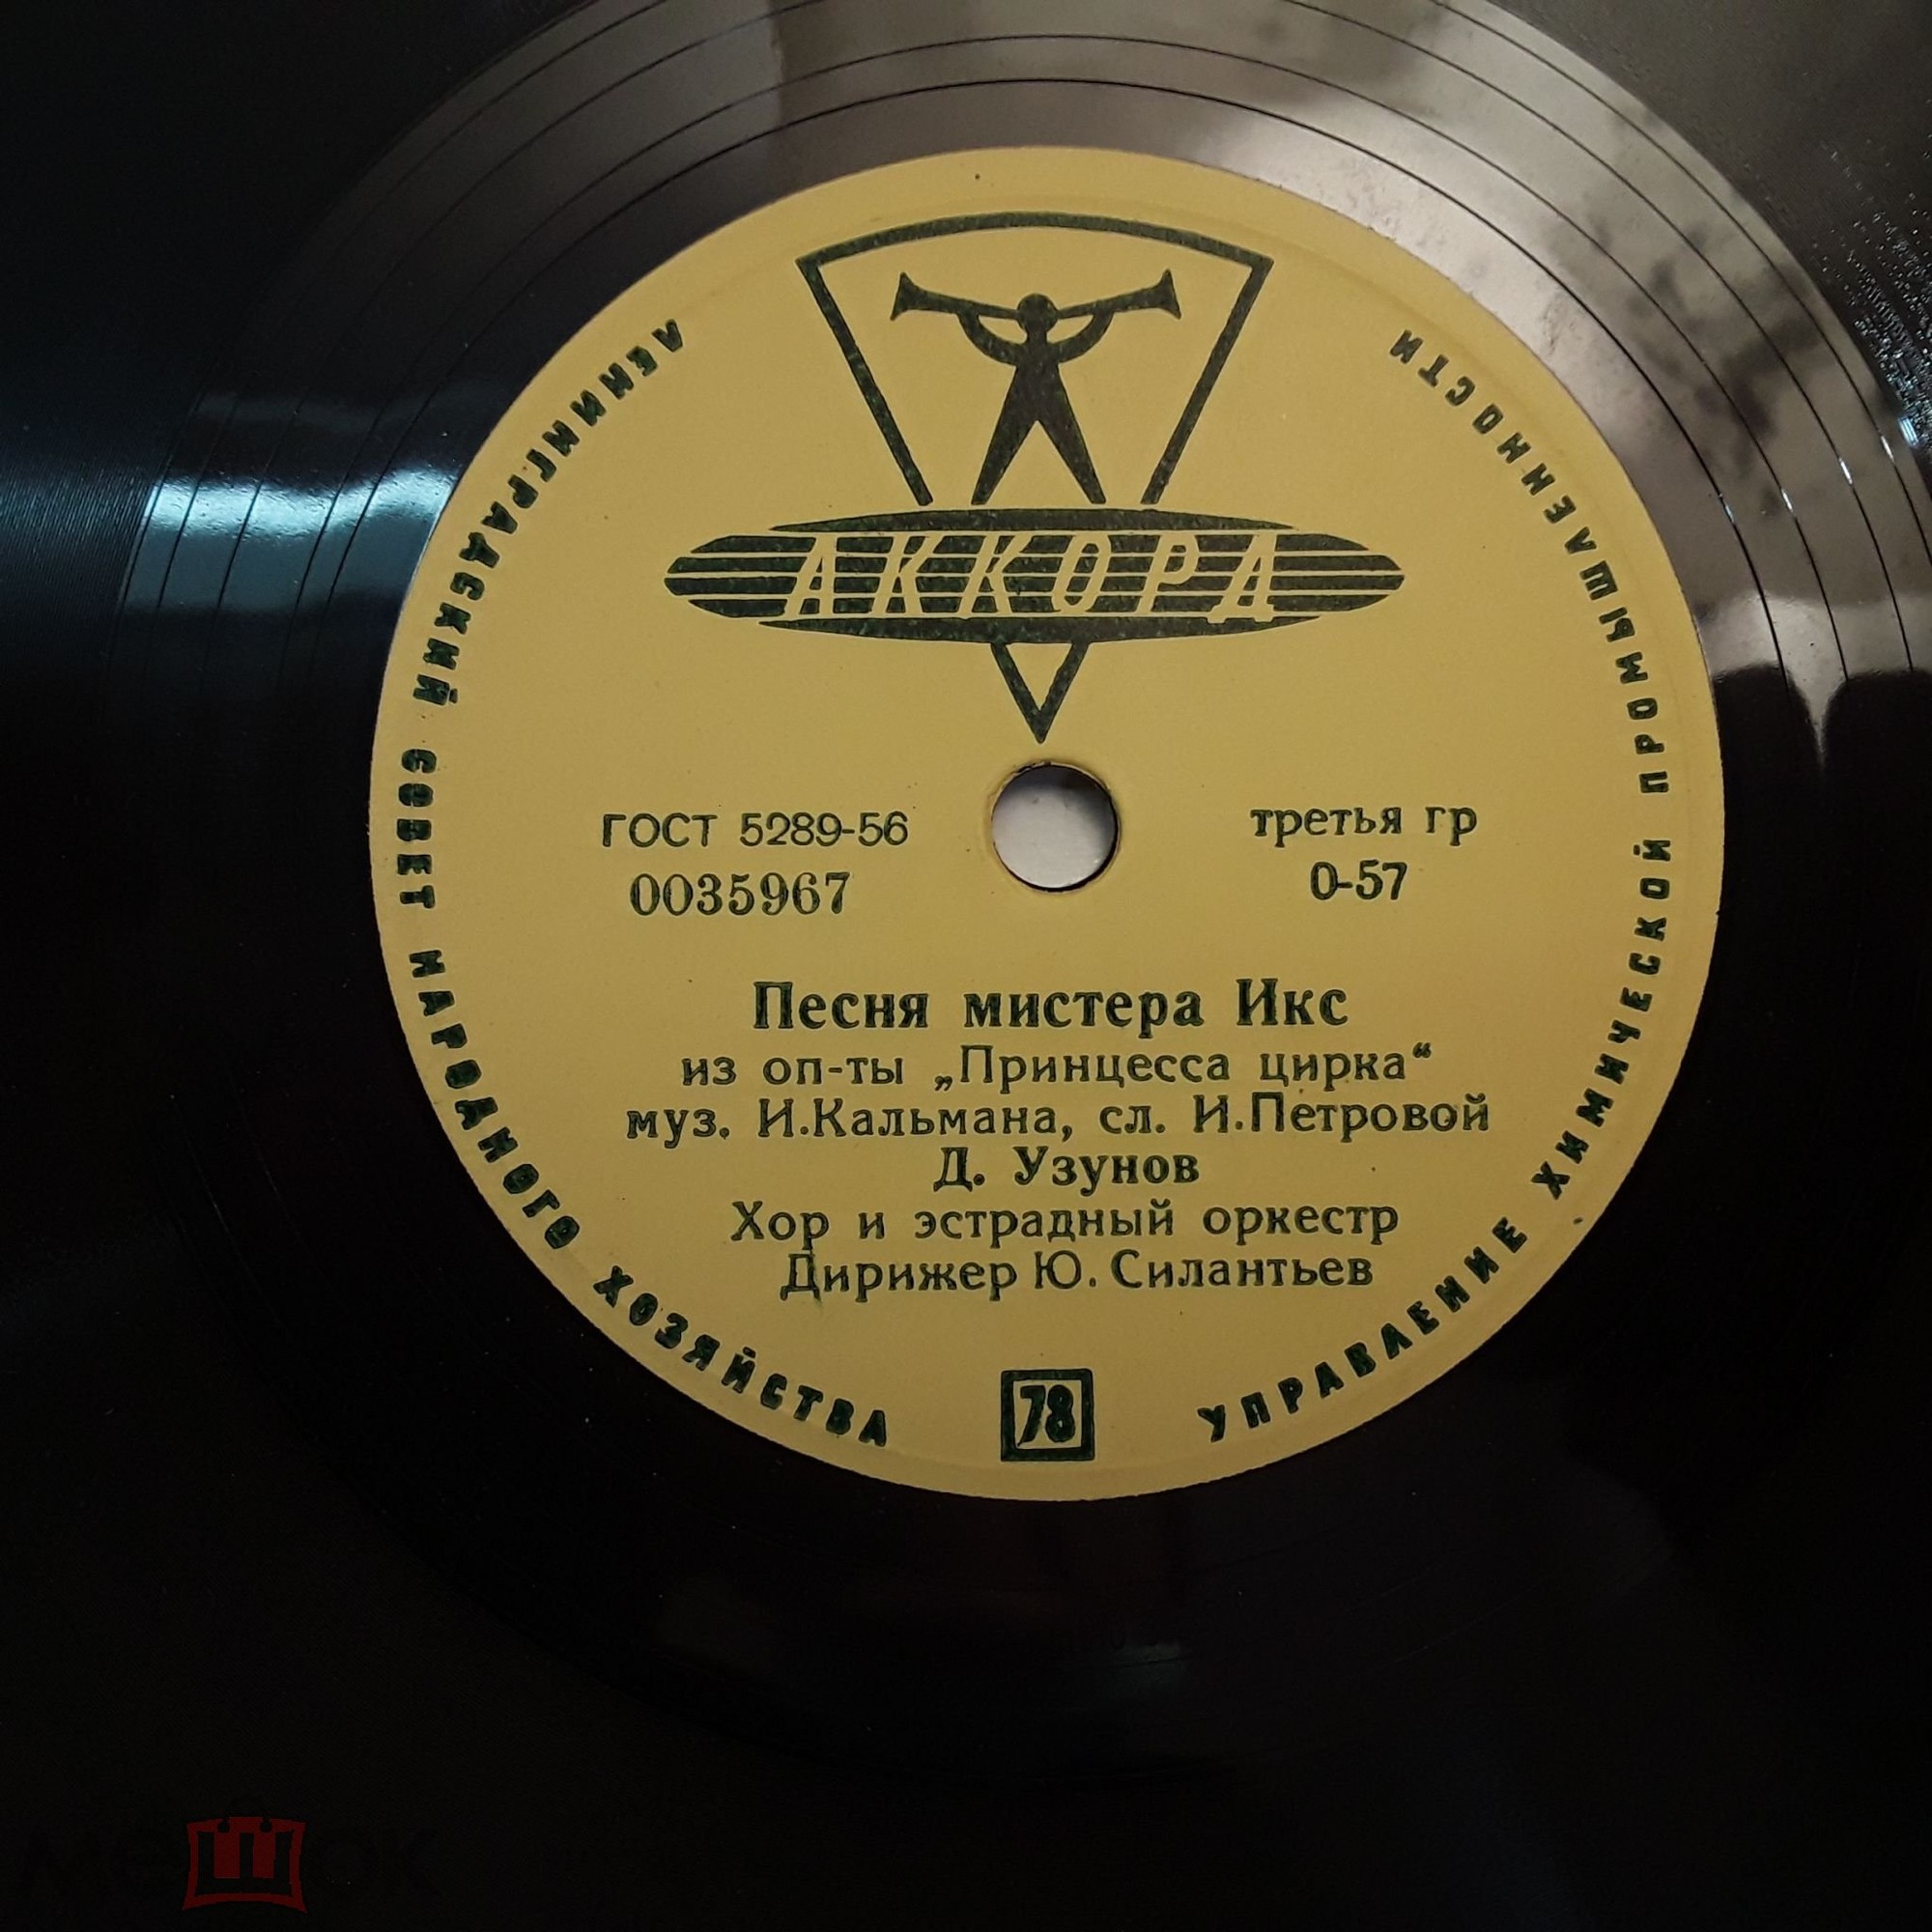 АККОРД
ЛЕНИНГРАДСКИЙ СОВЕТ НАРОДНОГО ХОЗЯЙСТВА
УПРАВЛЕНИЕ ХИМИЧЕСКОЙ ПРОМЫШЛЕННОСТИ
ГОСТ 5289-56
0035967
третья гр
0-57
Песня мистера Икс
из оп-ты „Принцесса цирка“
муз. И.Кальмана, сл. И.Петровой
Д. Узунов
Хор и эстрадный оркестр
Дирижер Ю. Силантьев
78
мешок